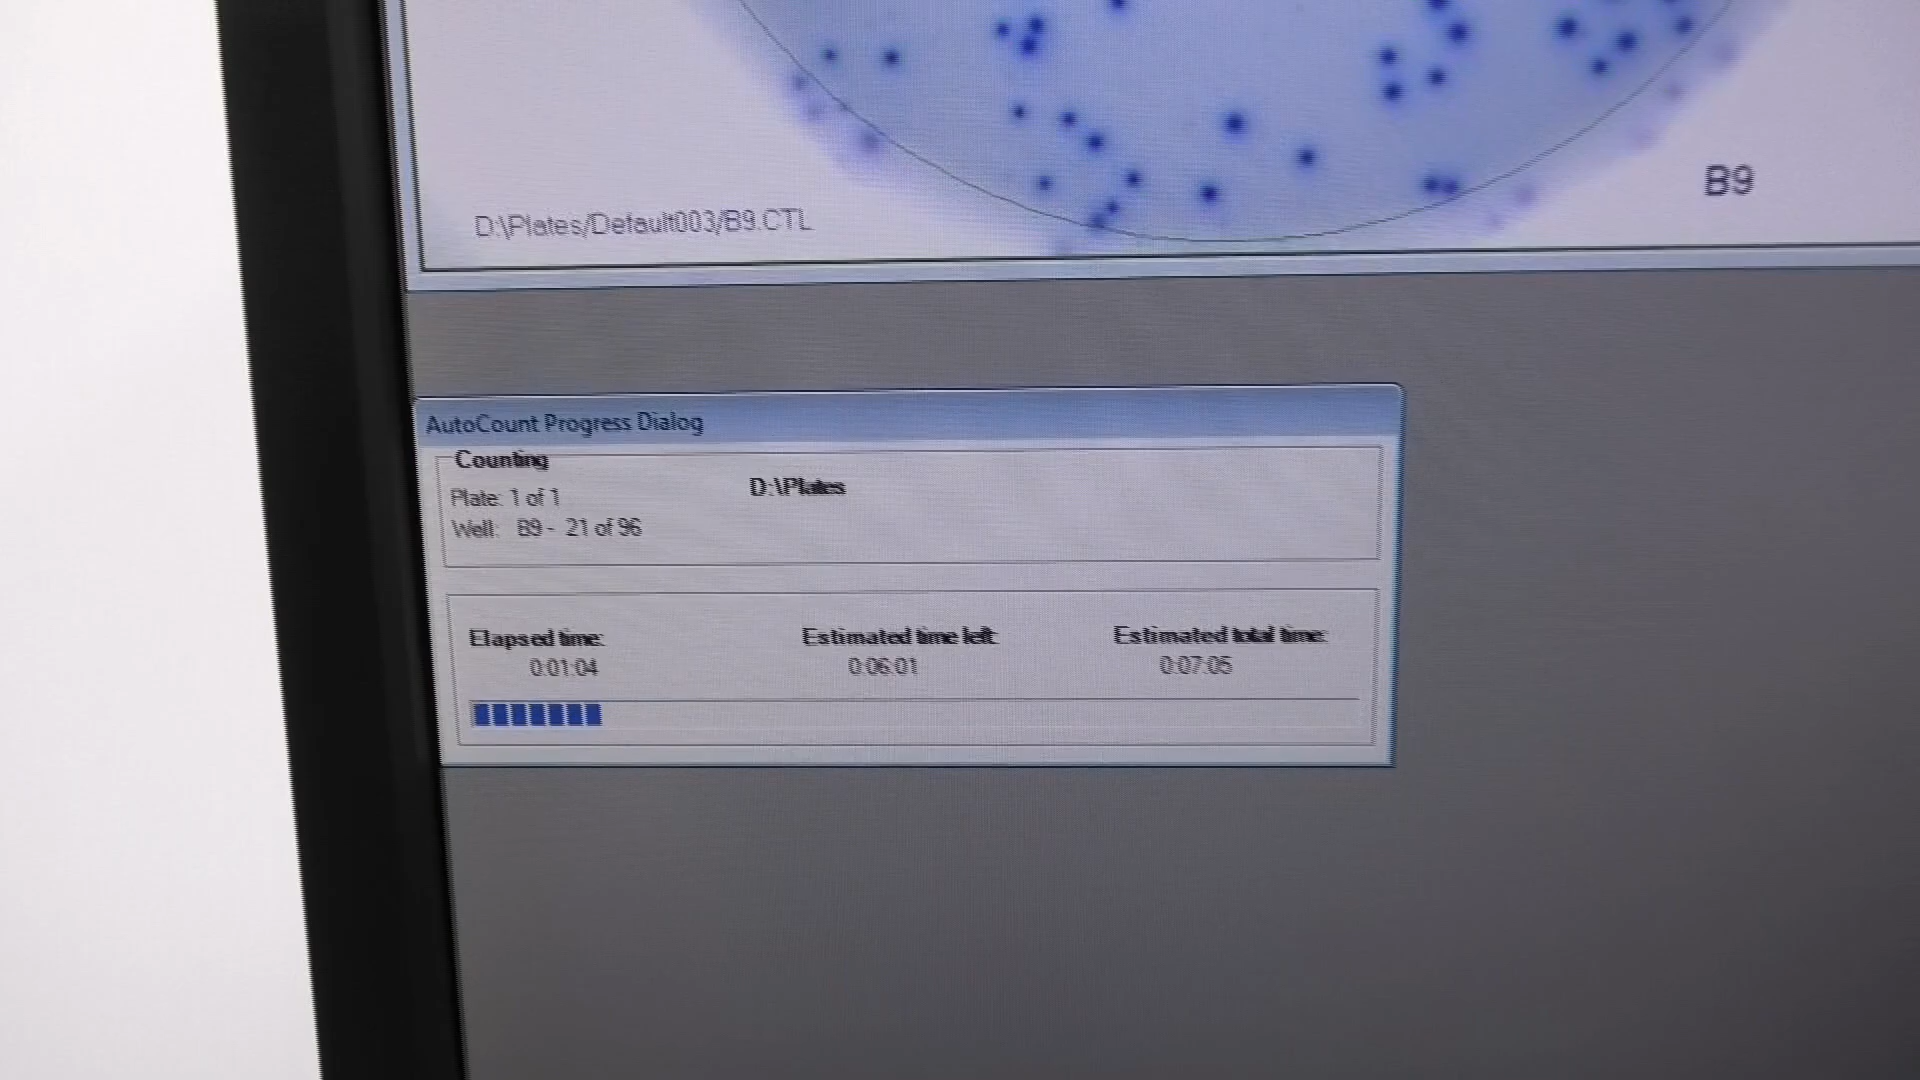 B9
D:\Plates/Default003/B9.CTL
AutoCount Progress Dialog
Counting
Plate: 1 of 1
D:\Plates
Well: B9 - 21 of 96
Elapsed time:
Estimated time left:
Estimated total time:
0:01:04
0:06:01
0:07:05